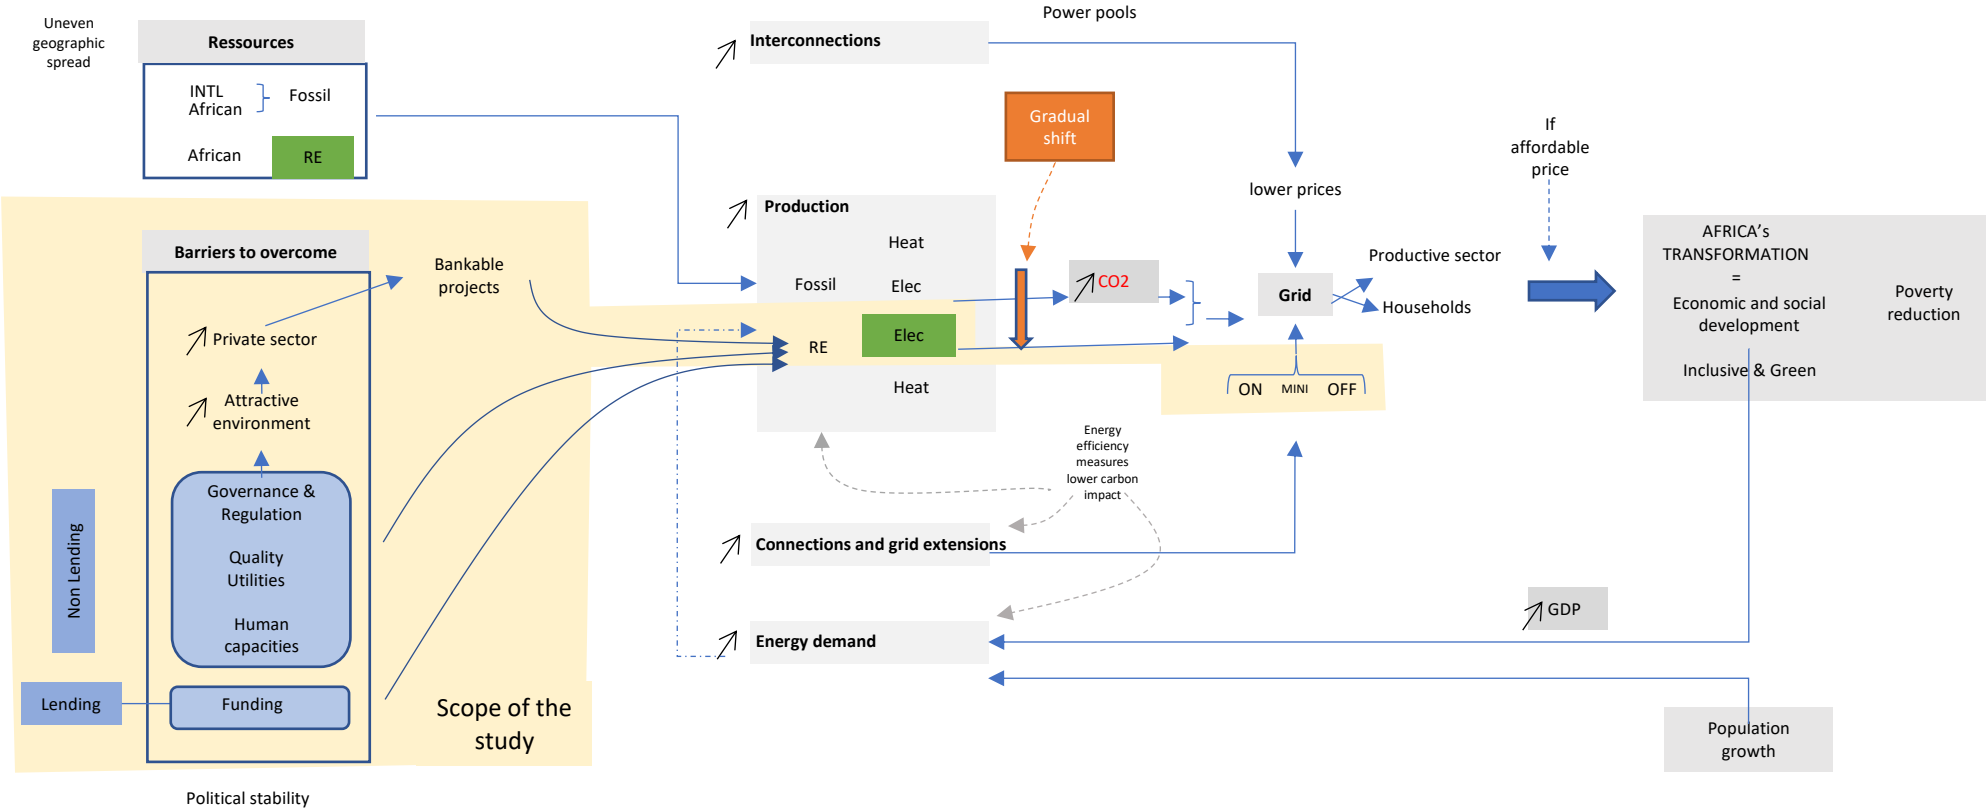 Power pools
Uneven
geographic
spread
Ressources
INTL
African
Fossil
African
RE
Interconnections
Gradual
shift
If
affordable
price
lower prices
Production
Heat
Fossil
Elec
RE
Elec
Heat
CO2
Grid
Productive sector
Households
ON
MINI
OFF
AFRICA's
TRANSFORMATION
=
Economic and social
development
Inclusive & Green
Poverty
reduction
Barriers to overcome
Bankable
projects
Private sector
Attractive
environment
Governance &
Regulation
Quality
Utilities
Human
capacities
Non Lending
Lending
Funding
Scope of the
study
Energy
efficiency
measures
lower carbon
impact
Connections and grid extensions
Energy demand
GDP
Population
growth
Political stability